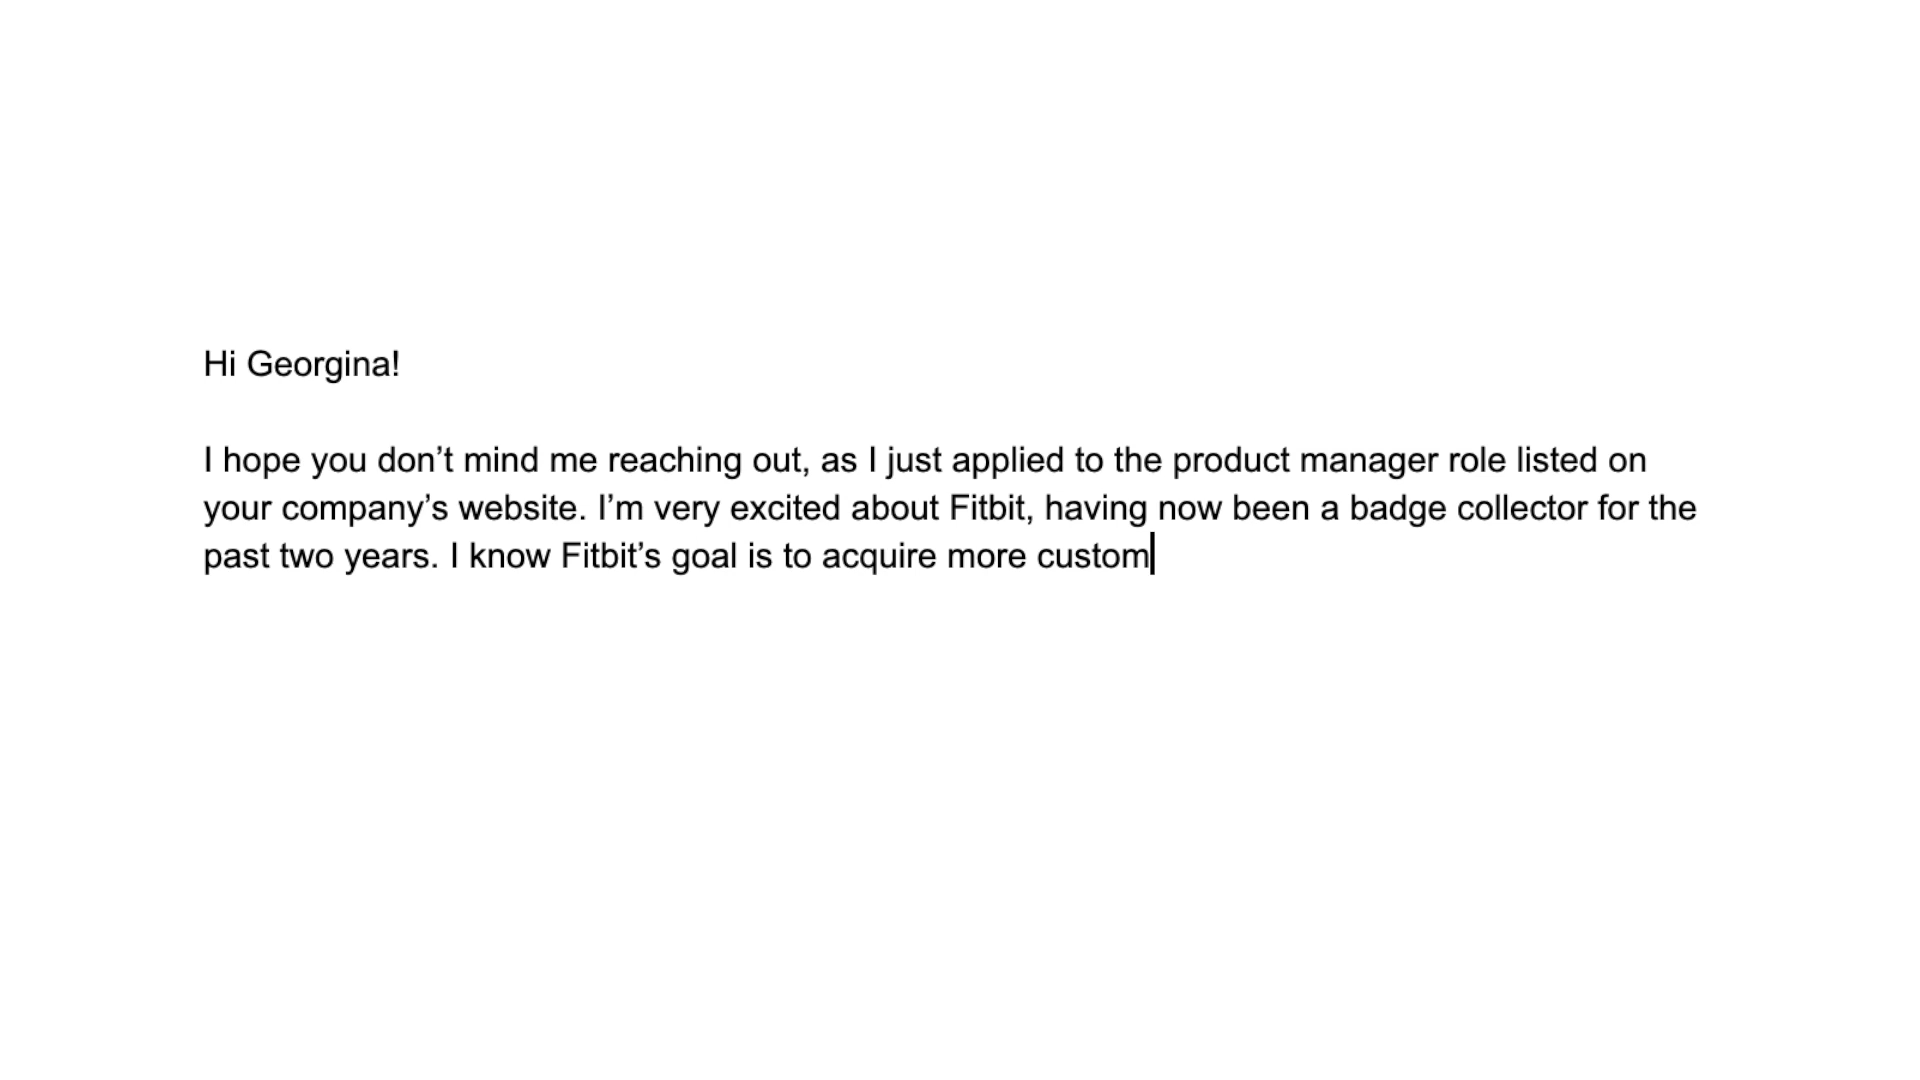 Hi Georgina!
I hope you don’t mind me reaching out, as I just applied to the product manager role listed on
your company’s website. I’m very excited about Fitbit, having now been a badge collector for the
past two years. I know Fitbit’s goal is to acquire more custom